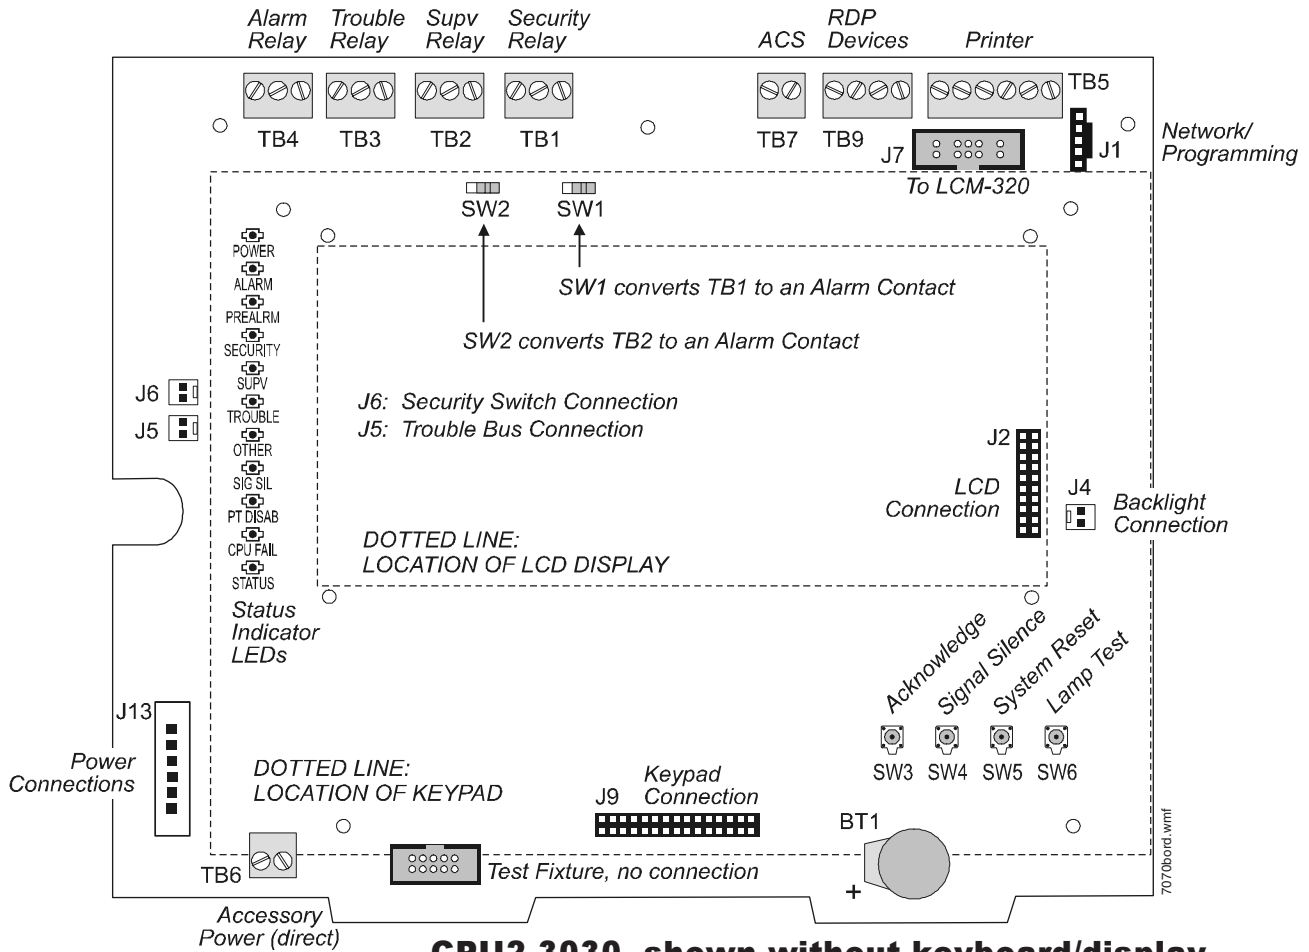 Alarm Relay
Trouble Relay
Supv Relay
Security Relay
ACS
RDP Devices
Printer
TB4
TB3
TB2
TB1
TB7
TB9
TB5
J7
J1
Network/
Programming
To LCM-320
SW2
SW1
SW1 converts TB1 to an Alarm Contact
SW2 converts TB2 to an Alarm Contact
POWER
ALARM
PREALRM
SECURITY
SUPV
TROUBLE
OTHER
SIG SIL
PT DISAB
CPU FAIL
STATUS
Status
Indicator
LEDs
J6
J5
J6: Security Switch Connection
J5: Trouble Bus Connection
J2
LCD
Connection
J4
Backlight
Connection
DOTTED LINE:
LOCATION OF LCD DISPLAY
Acknowledge
Signal Silence
System Reset
Lamp Test
SW3
SW4
SW5
SW6
J13
Power
Connections
DOTTED LINE:
LOCATION OF KEYPAD
J9
Keypad
Connection
BT1
+
TB6
Test Fixture, no connection
Accessory
Power (direct)
7070bord.wmf
CPU2-3030, shown without keyboard/display